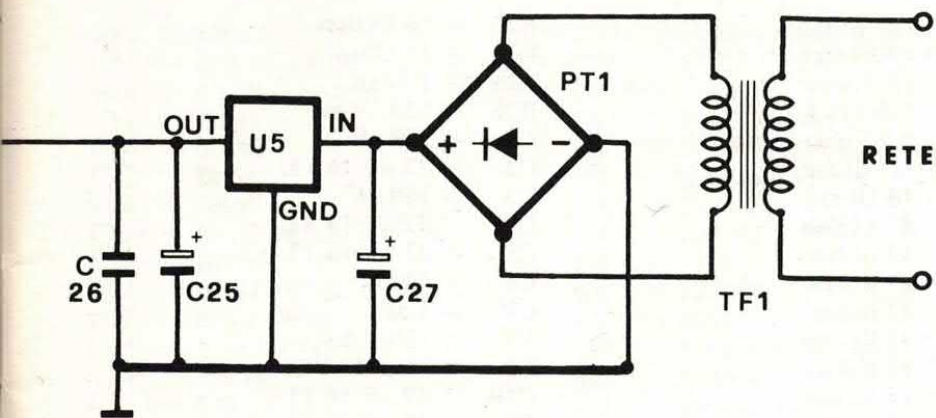 PT1
OUT
U5
IN
+
-
RETE
GND
+
+
C
26
C25
C27
TF1